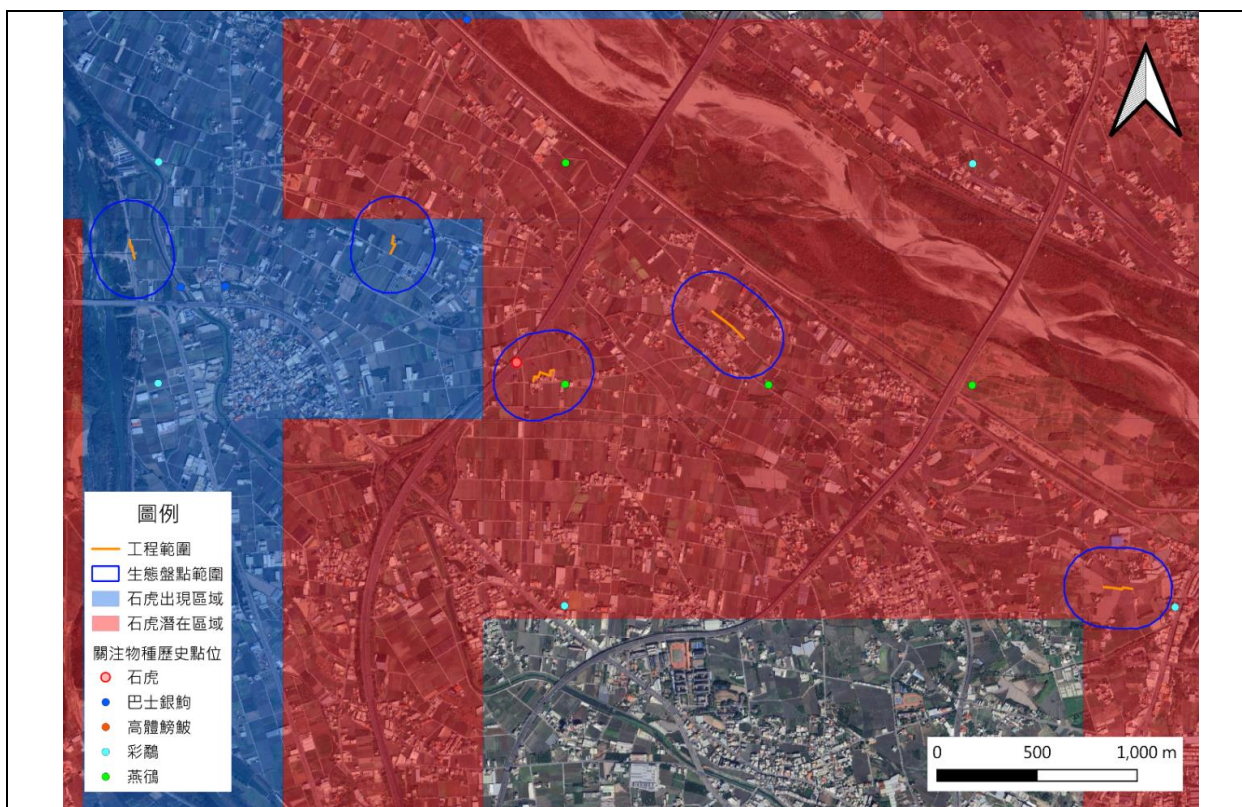 圖例
工程範圍
生態盤點範圍
石虎出現區域
石虎潛在區域
關注物種歷史點位
石虎
巴士銀鮈
高體鰟鮍
彩鷸
燕鴴
0 500 1,000 m